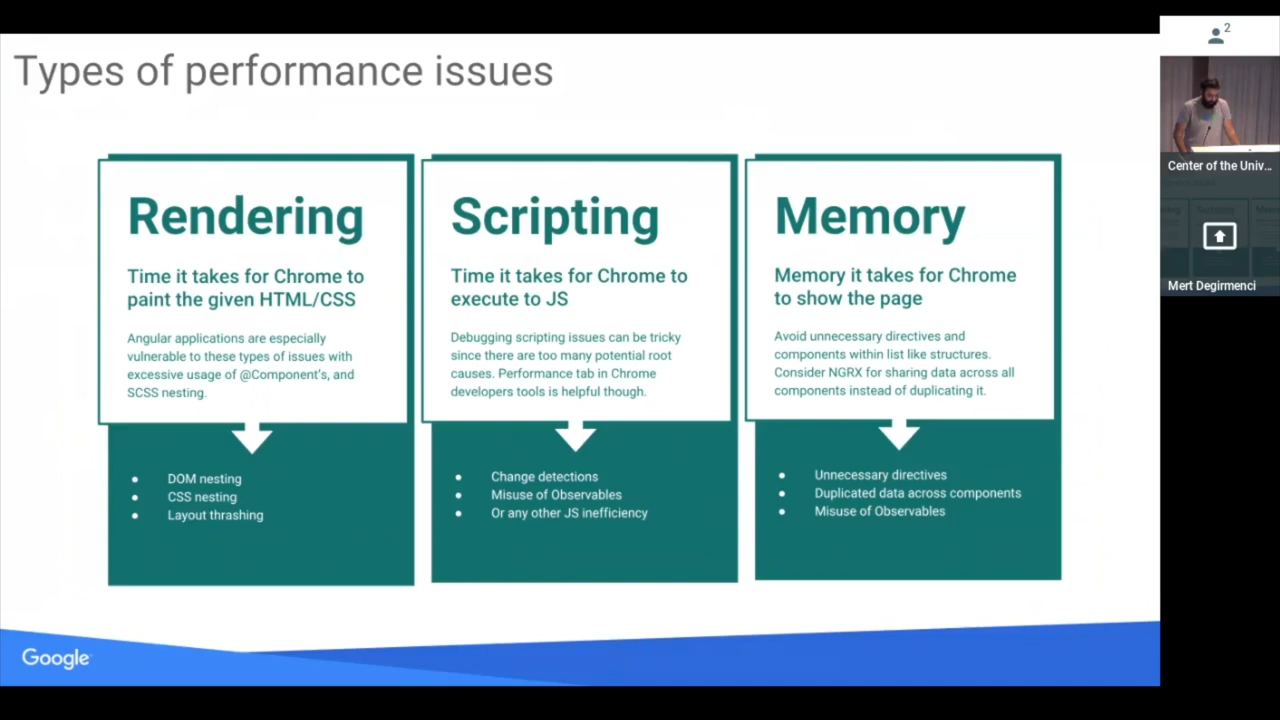 Types of performance issues
Rendering
Time it takes for Chrome to
paint the given HTML/CSS
Angular applications are especially
vulnerable to these types of issues with
excessive usage of @Component's, and
SCSS nesting.
DOM nesting
CSS nesting
Layout thrashing
Scripting
Time it takes for Chrome to
execute to JS
Debugging scripting issues can be tricky
since there are too many potential root
causes. Performance tab in Chrome
developers tools is helpful though.
Change detections
Misuse of Observables
Or any other JS inefficiency
Memory
Memory it takes for Chrome
to show the page
Avoid unnecessary directives and
components within list like structures.
Consider NGRX for sharing data across all
components instead of duplicating it.
Unnecessary directives
Duplicated data across components
Misuse of Observables
Google
2
Center of the Univ...
Mert Degirmenci